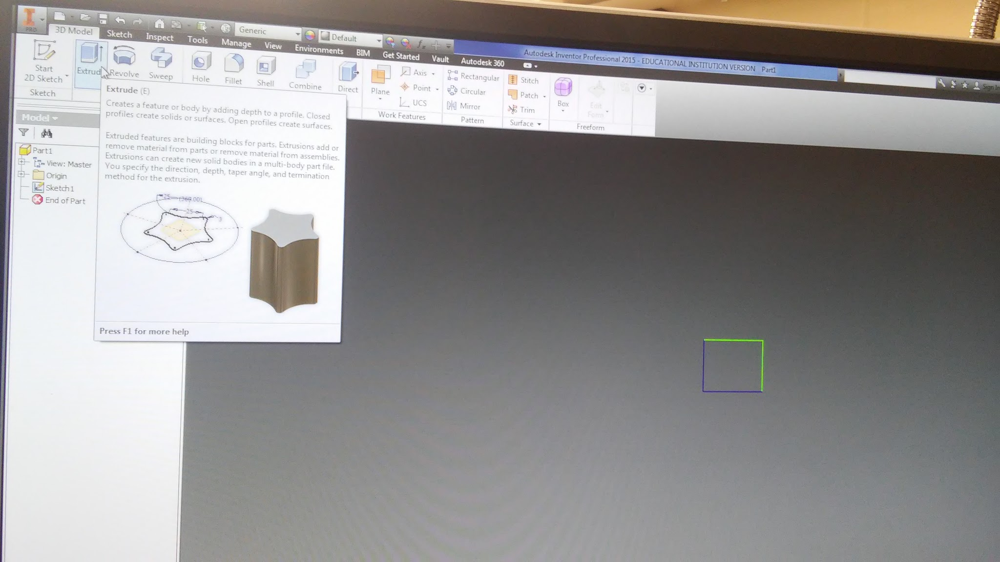 PRO
Generic
Default
Autodesk Inventor Professional 2015 - EDUCATIONAL INSTITUTION VERSION Part1
Sign In
3D Model Sketch Inspect Tools Manage View Environments BIM Get Started Vault Autodesk 360
Start
2D Sketch
Sketch
Extrud
Revolve
Sweep
Hole
Fillet
Shell
Combine
Direct
Plane
Axis
Point
UCS
Work Features
Rectangular
Circular
Mirror
Pattern
Stitch
Patch
Trim
Surface
Box
Edit
Form
Freeform
Extrude (E)
Creates a feature or body by adding depth to a profile. Closed
profiles create solids or surfaces. Open profiles create surfaces.
Extruded features are building blocks for parts. Extrusions add or
remove material from parts or remove material from assemblies.
Extrusions can create new solid bodies in a multi-body part file.
You specify the direction, depth, taper angle, and termination
method for the extrusion.
25
25
3
Press F1 for more help
Model
Part1
View: Master
Origin
Sketch1
End of Part